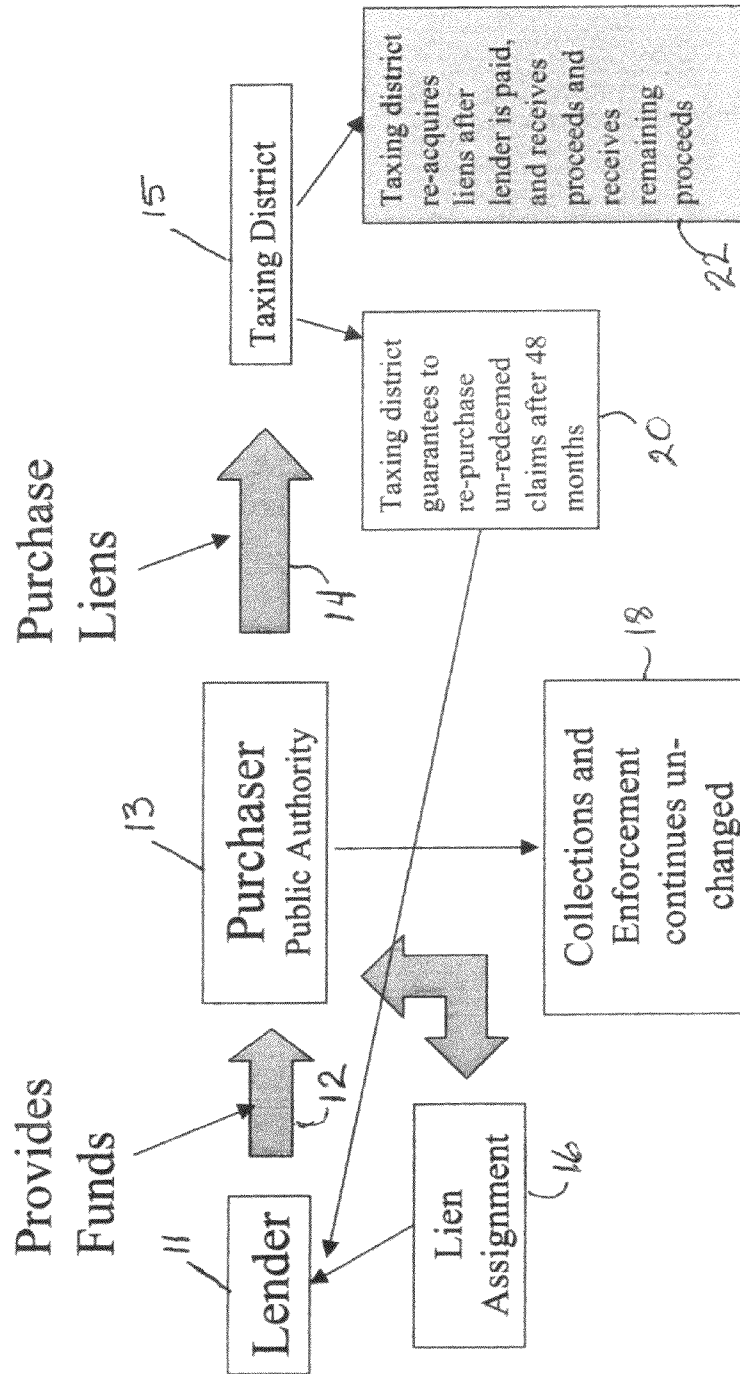 Provides
Funds
Purchase
Liens
11
Lender
12
13
Purchaser
Public Authority
14
15
Taxing District
Lien
Assignment
16
Collections and
Enforcement
continues un-
changed
18
Taxing district
guarantees to
re-purchase
un-redeemed
claims after 48
months
20
Taxing district
re-acquires
liens after
lender is paid,
and receives
proceeds and
receives
remaining
proceeds
22